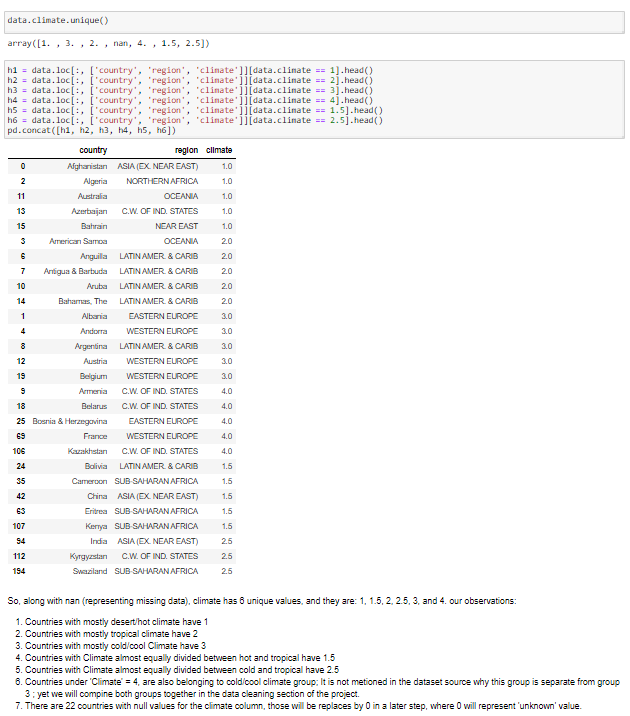 data.climate.unique()
array([1. , 3. , 2. , nan, 4. , 1.5, 2.5])
h1 = data.loc[:, ['country', 'region', 'climate']][data.climate == 1].head()
h2 = data.loc[:, ['country', 'region', 'climate']][data.climate == 2].head()
h3 = data.loc[:, ['country', 'region', 'climate']][data.climate == 3].head()
h4 = data.loc[:, ['country', 'region', 'climate']][data.climate == 4].head()
h5 = data.loc[:, ['country', 'region', 'climate']][data.climate == 1.5].head()
h6 = data.loc[:, ['country', 'region', 'climate']][data.climate == 2.5].head()
pd.concat([h1, h2, h3, h4, h5, h6])
country region climate
0 Afghanistan ASIA (EX. NEAR EAST) 1.0
2 Algeria NORTHERN AFRICA 1.0
11 Australia OCEANIA 1.0
13 Azerbaijan C.W. OF IND. STATES 1.0
15 Bahrain NEAR EAST 1.0
3 American Samoa OCEANIA 2.0
6 Anguilla LATIN AMER. & CARIB 2.0
7 Antigua & Barbuda LATIN AMER. & CARIB 2.0
10 Aruba LATIN AMER. & CARIB 2.0
14 Bahamas, The LATIN AMER. & CARIB 2.0
1 Albania EASTERN EUROPE 3.0
4 Andorra WESTERN EUROPE 3.0
8 Argentina LATIN AMER. & CARIB 3.0
12 Austria WESTERN EUROPE 3.0
19 Belgium WESTERN EUROPE 3.0
9 Armenia C.W. OF IND. STATES 4.0
18 Belarus C.W. OF IND. STATES 4.0
25 Bosnia & Herzegovina EASTERN EUROPE 4.0
69 France WESTERN EUROPE 4.0
106 Kazakhstan C.W. OF IND. STATES 4.0
24 Bolivia LATIN AMER. & CARIB 1.5
35 Cameroon SUB-SAHARAN AFRICA 1.5
42 China ASIA (EX. NEAR EAST) 1.5
63 Eritrea SUB-SAHARAN AFRICA 1.5
107 Kenya SUB-SAHARAN AFRICA 1.5
94 India ASIA (EX. NEAR EAST) 2.5
112 Kyrgyzstan C.W. OF IND. STATES 2.5
194 Swaziland SUB-SAHARAN AFRICA 2.5
So, along with nan (representing missing data), climate has 6 unique values, and they are: 1, 1.5, 2, 2.5, 3, and 4. our observations:
1. Countries with mostly desert/hot climate have 1
2. Countries with mostly tropical climate have 2
3. Countries with mostly cold/cool Climate have 3
4. Countries with Climate almost equally divided between hot and tropical have 1.5
5. Countries with Climate almost equally divided between cold and tropical have 2.5
6. Countries under 'Climate' = 4, are also belonging to cold/cool climate group; It is not metioned in the dataset source why this group is separate from group
3 ; yet we will compine both groups together in the data cleaning section of the project.
7. There are 22 countries with null values for the climate column, those will be replaces by 0 in a later step, where 0 will represent 'unknown' value.